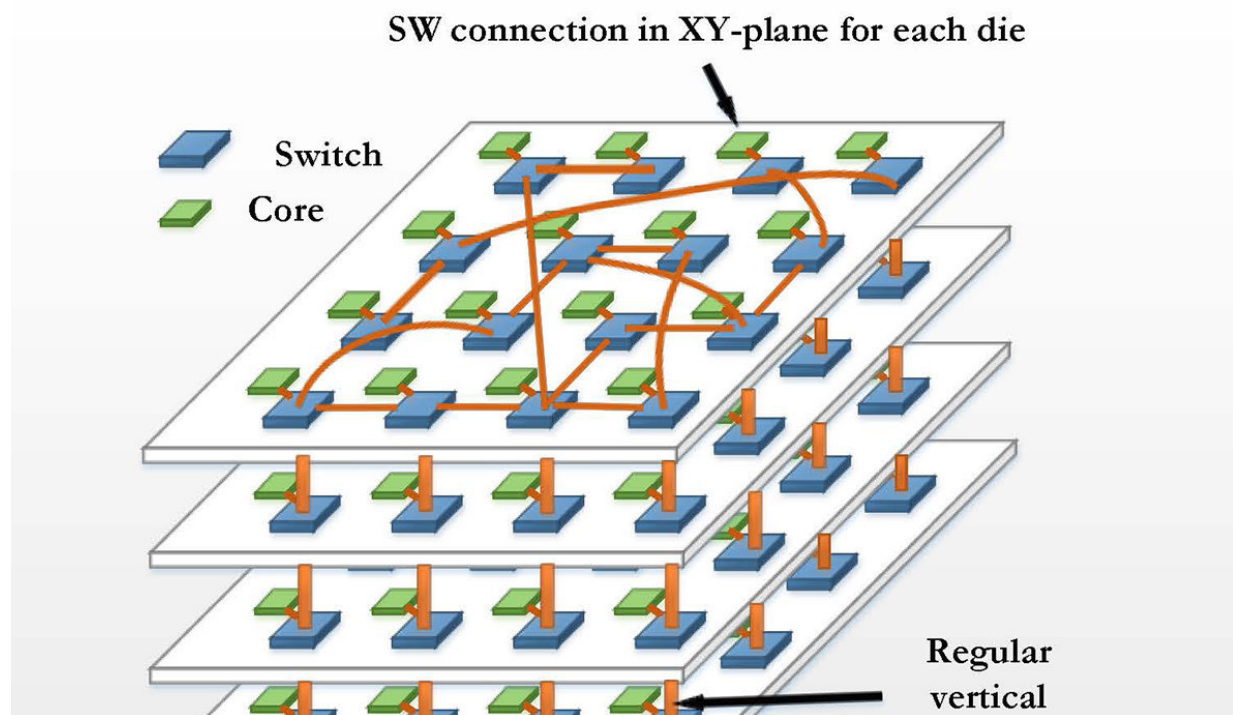 SW connection in XY-plane for each die
Switch
Core
Regular
vertical